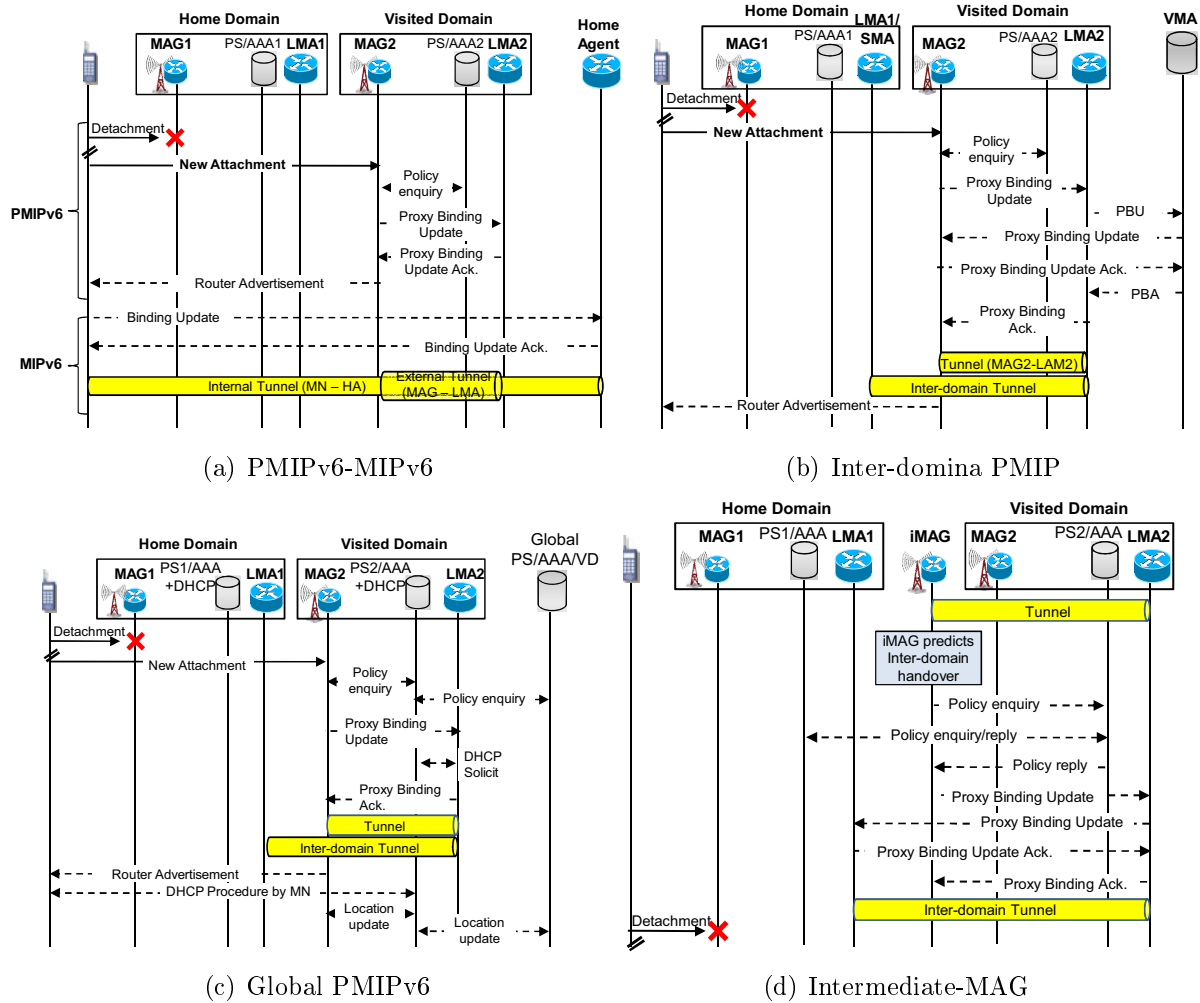 Home Domain
Visited Domain
Home
Agent
MAG1
PS/AAA1
LMA1
MAG2
PS/AAA2
LMA2
Detachment
New Attachment
Policy
enquiry
Proxy Binding
Update
Proxy Binding
Update Ack.
Router Advertisement
PMIPv6
Binding Update
Binding Update Ack.
MIPv6
Internal Tunnel (MN – HA)
External Tunnel
(MAG – LMA)
(a) PMIPv6-MIPv6
Home Domain
Visited Domain
VMA
MAG1
PS/AAA1
LMA1/
SMA
MAG2
PS/AAA2
LMA2
Detachment
New Attachment
Policy
enquiry
Proxy Binding
Update
PBU
Proxy Binding Update
Proxy Binding Update Ack.
PBA
Proxy Binding
Ack.
Tunnel (MAG2-LAM2)
Inter-domain Tunnel
Router Advertisement
(b) Inter-domina PMIP
Home Domain
Visited Domain
Global
PS/AAA/VD
MAG1
PS1/AAA
+DHCP
LMA1
MAG2
PS2/AAA
+DHCP
LMA2
Detachment
New Attachment
Policy
enquiry
Policy enquiry
Proxy Binding
Update
DHCP
Solicit
Proxy Binding
Ack.
Tunnel
Inter-domain Tunnel
Router Advertisement
DHCP Procedure by MN
Location
update
Location
update
(c) Global PMIPv6
Home Domain
Visited Domain
MAG1
PS1/AAA
LMA1
iMAG
MAG2
PS2/AAA
LMA2
Tunnel
iMAG predicts
Inter-domain
handover
Policy enquiry
Policy enquiry/reply
Policy reply
Proxy Binding Update
Proxy Binding Update
Proxy Binding Update Ack.
Proxy Binding Ack.
Inter-domain Tunnel
Detachment
(d) Intermediate-MAG